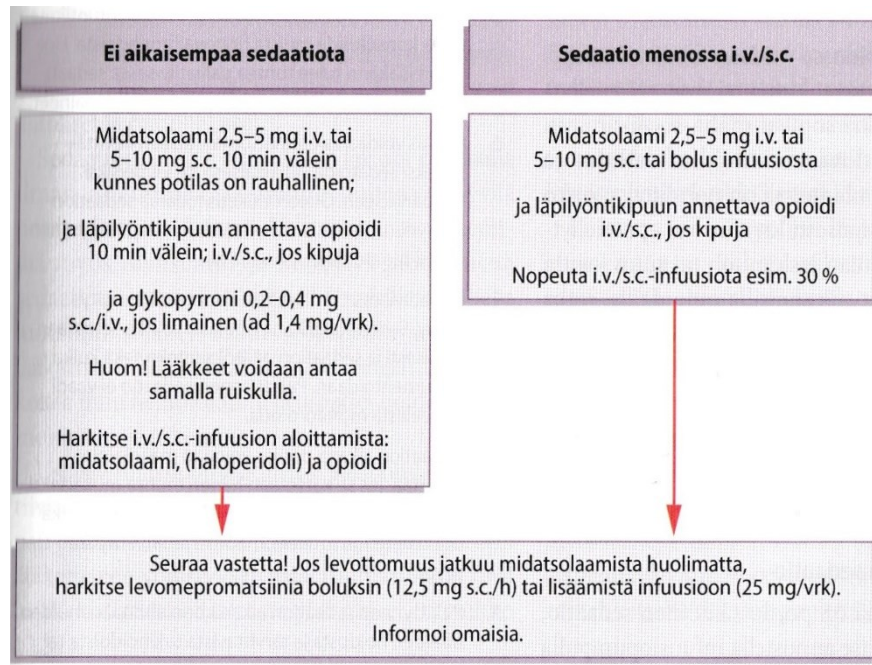 Ei aikaisempaa sedaatiota
Midatsolaami 2,5–5 mg i.v. tai
5–10 mg s.c. 10 min välein
kunnes potilas on rauhallinen;
ja läpilyöntikipuun annettava opioidi
10 min välein; i.v./s.c., jos kipuja
ja glykopyrroni 0,2–0,4 mg
s.c./i.v., jos limainen (ad 1,4 mg/vrk).
Huom! Lääkkeet voidaan antaa
samalla ruiskulla.
Harkitse i.v./s.c.-infuusion aloittamista:
midatsolaami, (haloperidoli) ja opioidi
Sedaatio menossa i.v./s.c.
Midatsolaami 2,5–5 mg i.v. tai
5–10 mg s.c. tai bolus infuusiosta
ja läpilyöntikipuun annettava opioidi
i.v./s.c., jos kipuja
Nopeuta i.v./s.c.-infuusiota esim. 30 %
Seuraa vastetta! Jos levottomuus jatkuu midatsolaamista huolimatta,
harkitse levomepromatsiinia boluksin (12,5 mg s.c./h) tai lisäämistä infuusioon (25 mg/vrk).
Informoi omaisia.